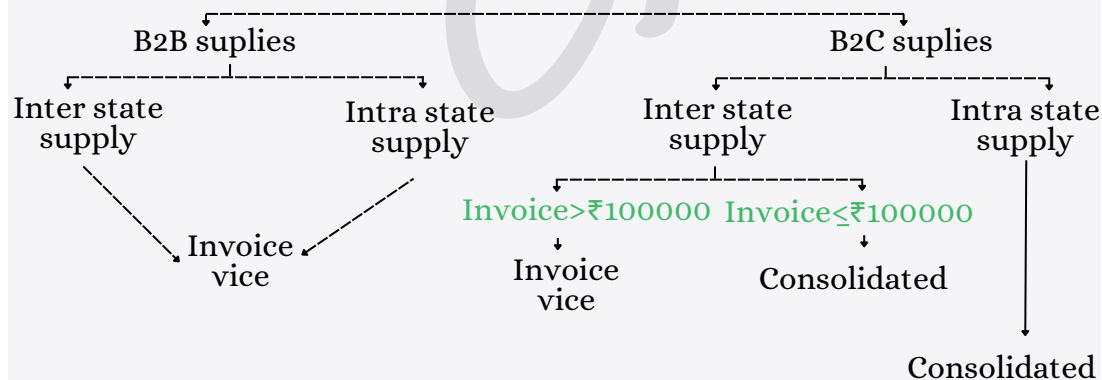 B2B suplies
B2C suplies
Inter state
supply
Intra state
supply
Inter state
supply
Intra state
supply
Invoice>₹100000
Invoice≤₹100000
Invoice
vice
Invoice
vice
Consolidated
Consolidated